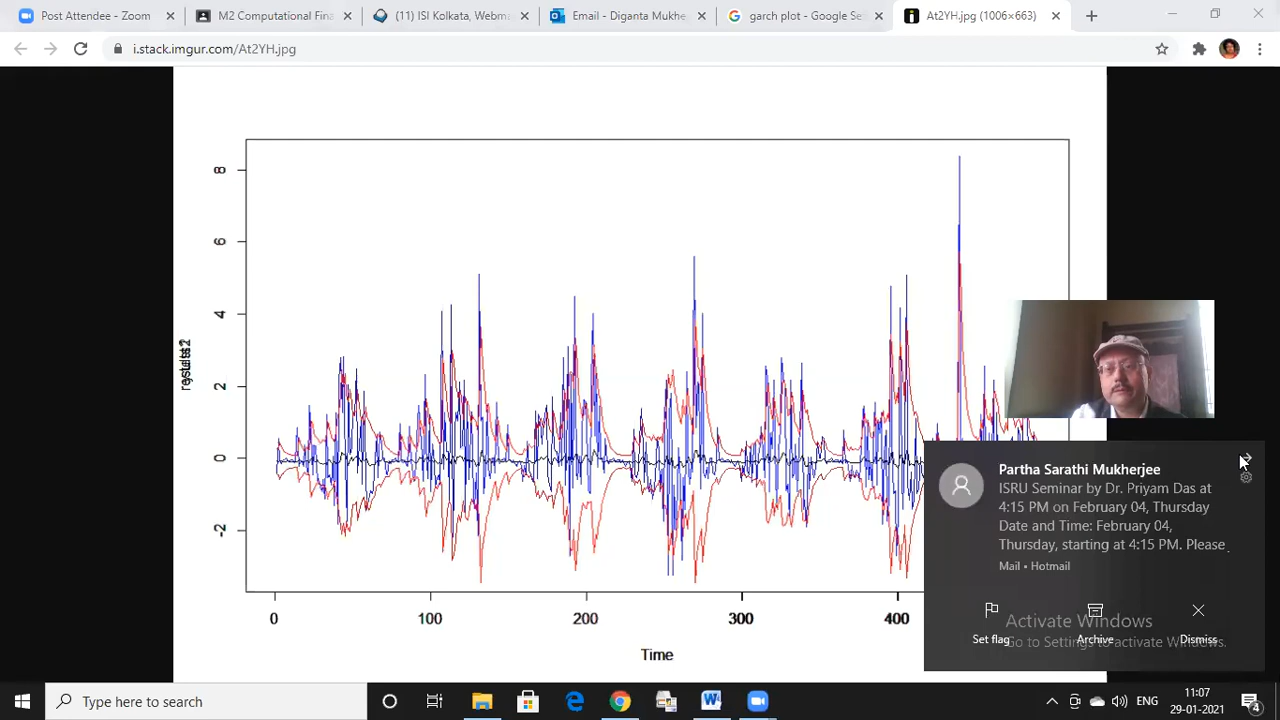 Post Attendee - Zoom
M2 Computational Fina
(11) ISI Kolkata, Webma
Email - Diganta Mukhe
garch plot - Google Se
At2YH.jpg (1006×663)
i.stack.imgur.com/At2YH.jpg
8
6
4
2
0
-2
0
100
200
300
400
Time
Partha Sarathi Mukherjee
ISRU Seminar by Dr. Priyam Das at
4:15 PM on February 04, Thursday
Date and Time: February 04,
Thursday, starting at 4:15 PM. Please
Mail • Hotmail
Set flag
Archive
Dismiss
Activate Windows
Go to Settings to activate Windows.
Type here to search
ENG
11:07
29-01-2021
4